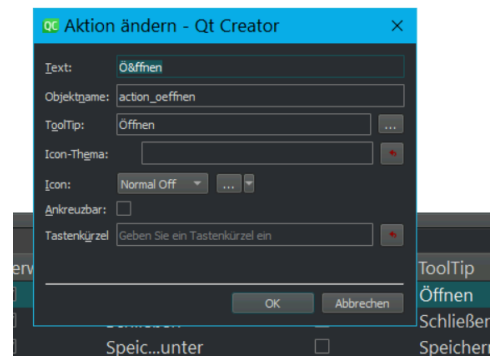 QC Aktion ändern - Qt Creator
Text: Ö&ffnen
Objektname: action_oeffnen
ToolTip: Öffnen ...
Icon-Thema:
Icon: Normal Off ...
Ankreuzbar:
Tastenkürzel Geben Sie ein Tastenkürzel ein
ToolTip
OK Abbrechen Öffnen
Schließen
Speic...unter Speichern